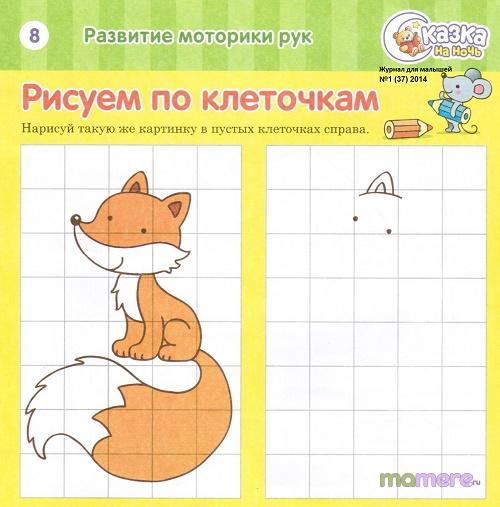 8
Развитие моторики рук
Сказка
на ночь
Журнал для малышей
№1 (37) 2014
Рисуем по клеточкам
Нарисуй такую же картинку в пустых клеточках справа.
mamere.ru